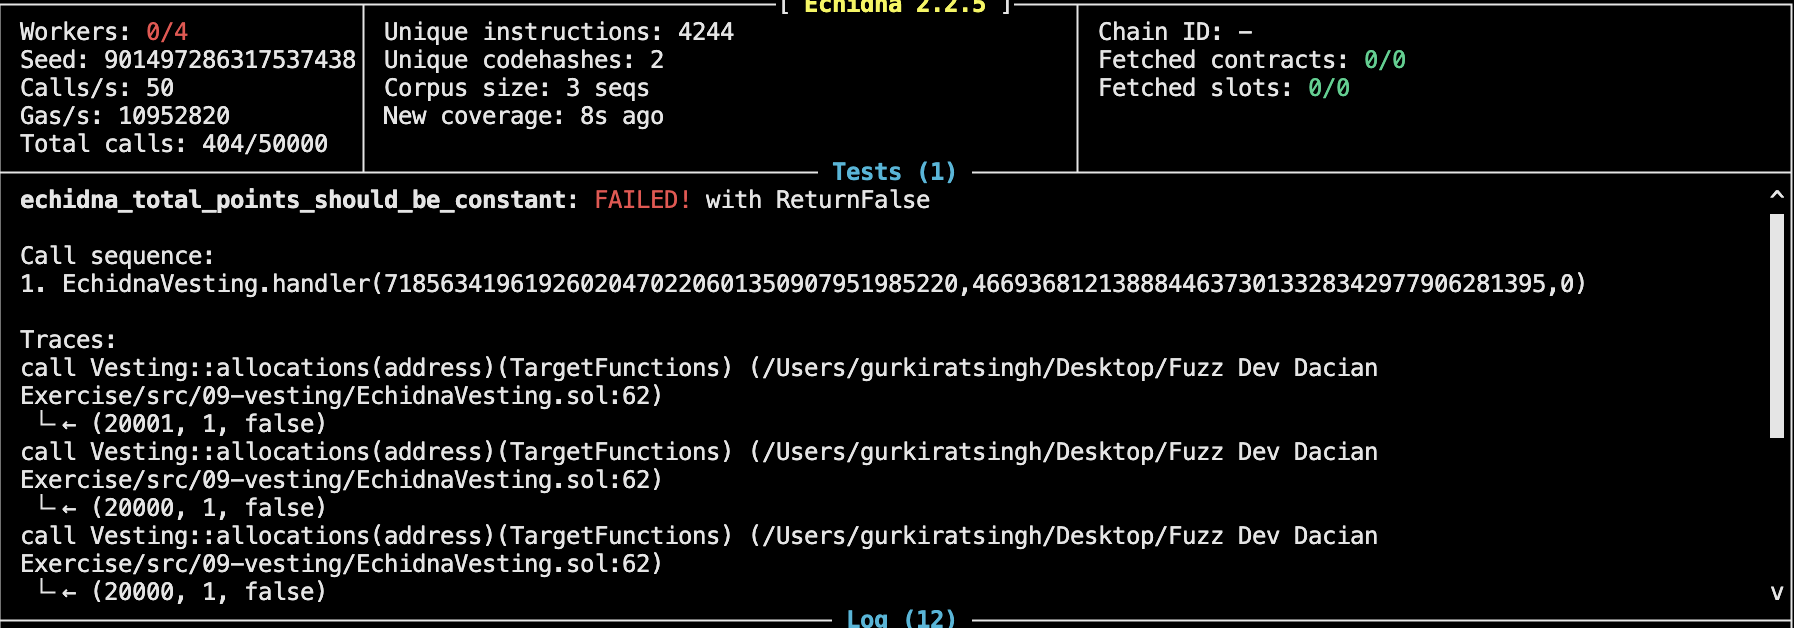 [ Echidna 2.2.5 ]
Workers: 0/4
Seed: 901497286317537438
Calls/s: 50
Gas/s: 10952820
Total calls: 404/50000
Unique instructions: 4244
Unique codehashes: 2
Corpus size: 3 seqs
New coverage: 8s ago
Chain ID: -
Fetched contracts: 0/0
Fetched slots: 0/0
Tests (1)
echidna_total_points_should_be_constant: FAILED! with ReturnFalse
Call sequence:
1. EchidnaVesting.handler(718563419619260204702206013509079519852​20,46693681213888446373013328342977906281395,0)
Traces:
call Vesting::allocations(address)(TargetFunctions) (/Users/gurkiratsingh/Desktop/Fuzz Dev Dacian
Exercise/src/09-vesting/EchidnaVesting.sol:62)
└╴← (20001, 1, false)
call Vesting::allocations(address)(TargetFunctions) (/Users/gurkiratsingh/Desktop/Fuzz Dev Dacian
Exercise/src/09-vesting/EchidnaVesting.sol:62)
└╴← (20000, 1, false)
call Vesting::allocations(address)(TargetFunctions) (/Users/gurkiratsingh/Desktop/Fuzz Dev Dacian
Exercise/src/09-vesting/EchidnaVesting.sol:62)
└╴← (20000, 1, false)
Log (12)